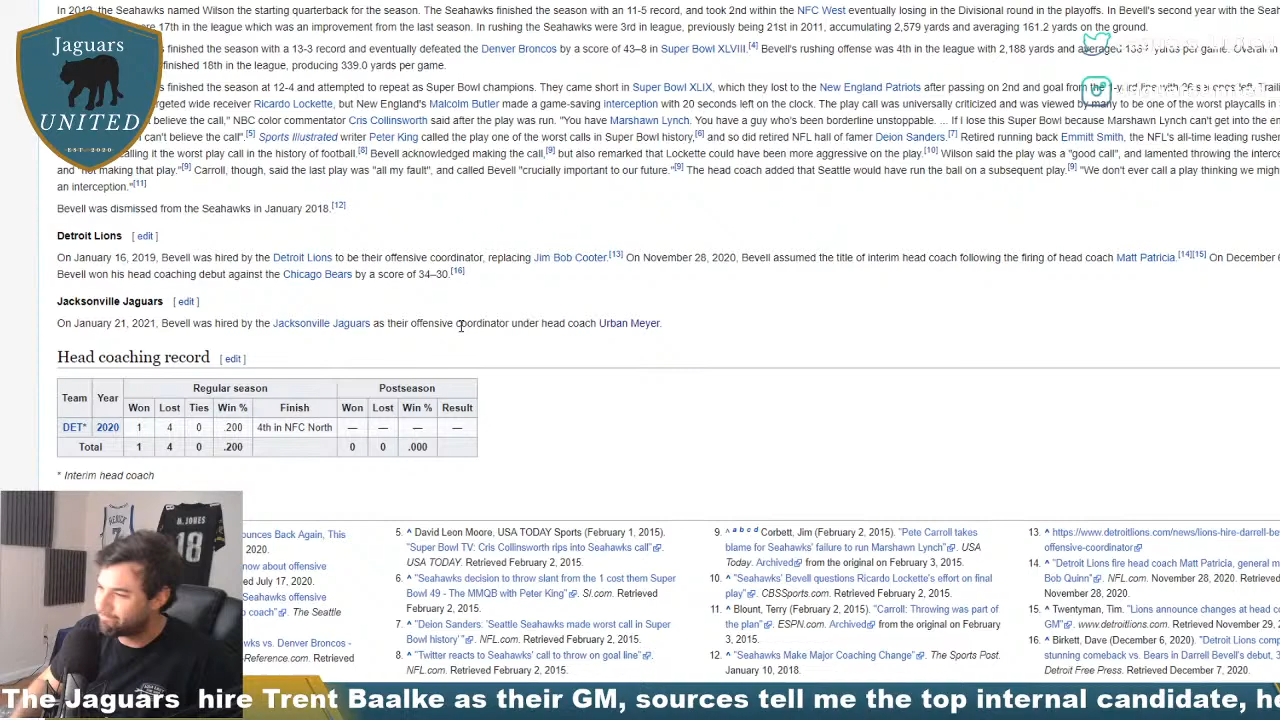 In 2012, the Seahawks named Wilson the starting quarterback for the season. The Seahawks finished the season with an 11-5 record, and took 2nd within the NFC West eventually losing in the Divisional round in the playoffs. In Bevell's second year with the
17th in the league which was an improvement from the last season. In rushing the Seahawks were 3rd in the league, previously being 21st in 2011, accumulating 2,579 yards and averaging 161.2 yards on the ground.
finished the season with a 13-3 record and eventually defeated the Denver Broncos by a score of 43–8 in Super Bowl XLVIII.[4] Bevell's rushing offense was 4th in the league with 2,188 yards and averaged yards per game.
finished 18th in the league, producing 339.0 yards per game.
finished the season at 12-4 and attempted to repeat as Super Bowl champions. They came short in Super Bowl XLIX, which they lost to the New England Patriots after passing on 2nd and goal from
wide receiver Ricardo Lockette, but New England's Malcolm Butler made a game-saving interception with 20 seconds left on the clock. The play call was universally criticized and was viewed by many to be one of the worst playcalls in
believe the call," NBC color commentator Cris Collinsworth said after the play was run. "You have Marshawn Lynch. You have a guy who's been borderline unstoppable. ... If I lose this Super Bowl because Marshawn Lynch can't get into the
can't believe the call".[5] Sports Illustrated writer Peter King called the play one of the worst calls in Super Bowl history,[6] and so did retired NFL hall of famer Deion Sanders.[7] Retired running back Emmitt Smith, the NFL's all-time leading
calling it the worst play call in the history of football.[8] Bevell acknowledged making the call,[9] but also remarked that Lockette could have been more aggressive on the play.[10] Wilson said the play was a "good call", and lamented throwing the
and "not making that play."[9] Carroll, though, said the last play was "all my fault", and called Bevell "crucially important to our future."[9] The head coach added that Seattle would have run the ball on a subsequent play.[9] "We don't ever call a play thinking we
an interception."[11]
Bevell was dismissed from the Seahawks in January 2018.[12]
Detroit Lions [ edit ]
On January 16, 2019, Bevell was hired by the Detroit Lions to be their offensive coordinator, replacing Jim Bob Cooter.[13] On November 28, 2020, Bevell assumed the title of interim head coach following the firing of head coach Matt Patricia.[14][15] On December
Bevell won his head coaching debut against the Chicago Bears by a score of 34–30.[16]
Jacksonville Jaguars [ edit ]
On January 21, 2021, Bevell was hired by the Jacksonville Jaguars as their offensive coordinator under head coach Urban Meyer.
Head coaching record [ edit ]
Team Year Regular season Postseason
Won Lost Ties Win % Finish Won Lost Win % Result
DET* 2020 1 4 0 .200 4th in NFC North — — — —
Total 1 4 0 .200 0 0 .000
* Interim head coach
Jaguars
UNITED
EST 2020
M.JONES
18
Bounces Back Again, This
2020.
know about offensive
July 17, 2020.
Seahawks offensive
coach". The Seattle
vs. Denver Broncos -
Reference.com. Retrieved
5. ^ David Leon Moore, USA TODAY Sports (February 1, 2015).
"Super Bowl TV: Cris Collinsworth rips into Seahawks call".
USA TODAY. Retrieved February 2, 2015.
6. ^ "Seahawks decision to throw slant from the 1 cost them Super
Bowl 49 - The MMQB with Peter King". SI.com. Retrieved
February 2, 2015.
7. ^ "Deion Sanders: 'Seattle Seahawks made worst call in Super
Bowl history'". NFL.com. Retrieved February 2, 2015.
8. ^ "Twitter reacts to Seahawks' call to throw on goal line".
NFL.com. Retrieved February 2, 2015.
9. ^ a b c d Corbett, Jim (February 2, 2015). "Pete Carroll takes
blame for Seahawks' failure to run Marshawn Lynch". USA
Today. Archived from the original on February 3, 2015.
10. ^ "Seahawks' Bevell questions Ricardo Lockette's effort on final
play". CBSSports.com. Retrieved February 2, 2015.
11. ^ Blount, Terry (February 2, 2015). "Carroll: Throwing was part of
the plan". ESPN.com. Archived from the original on February
3, 2015.
12. ^ "Seahawks Make Major Coaching Change". The Sports Post.
January 10, 2018.
13. ^ https://www.detroitlions.com/news/lions-hire-darrell-be
offensive-coordinator
14. ^ "Detroit Lions fire head coach Matt Patricia, general m
Bob Quinn". NFL.com. November 28, 2020. Retrieved
November 28, 2020.
15. ^ Twentyman, Tim. "Lions announce changes at head c
GM". www.detroitlions.com. Retrieved November 29, 2
16. ^ Birkett, Dave (December 6, 2020). "Detroit Lions comp
stunning comeback vs. Bears in Darrell Bevell's debut, 3
Detroit Free Press. Retrieved December 7, 2020.
The Jaguars hire Trent Baalke as their GM, sources tell me the top internal candidate,